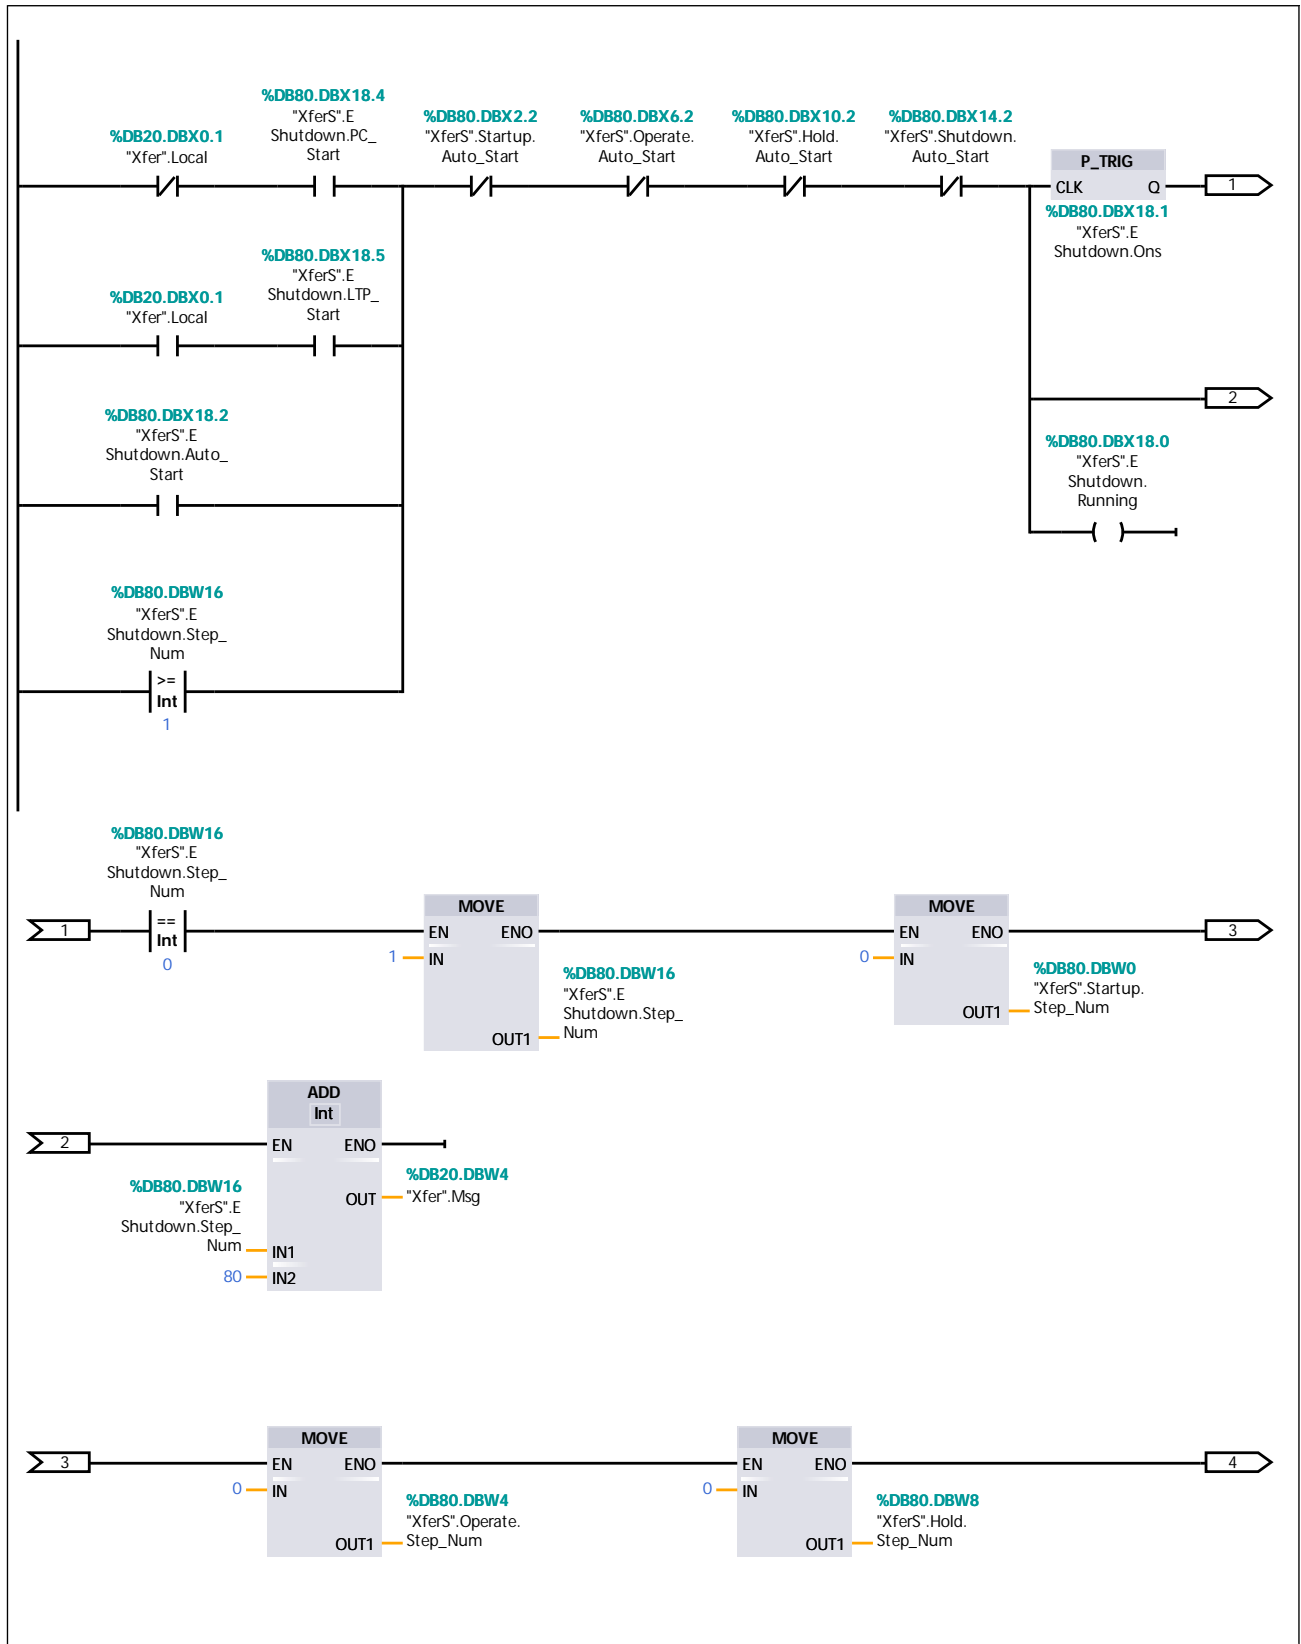 %DB80.DBX18.4
"XferS".E
Shutdown.PC_
Start
%DB20.DBX0.1
"Xfer".Local
%DB80.DBX2.2
"XferS".Startup.
Auto_Start
%DB80.DBX6.2
"XferS".Operate.
Auto_Start
%DB80.DBX10.2
"XferS".Hold.
Auto_Start
%DB80.DBX14.2
"XferS".Shutdown.
Auto_Start
P_TRIG
CLK Q
%DB80.DBX18.1
"XferS".E
Shutdown.Ons
1
%DB80.DBX18.5
"XferS".E
Shutdown.LTP_
Start
%DB20.DBX0.1
"Xfer".Local
2
%DB80.DBX18.2
"XferS".E
Shutdown.Auto_
Start
%DB80.DBX18.0
"XferS".E
Shutdown.
Running
%DB80.DBW16
"XferS".E
Shutdown.Step_
Num
>=
Int
1
%DB80.DBW16
"XferS".E
Shutdown.Step_
Num
1
==
Int
0
MOVE
EN ENO
1 IN
OUT1
%DB80.DBW16
"XferS".E
Shutdown.Step_
Num
MOVE
EN ENO
0 IN
OUT1
%DB80.DBW0
"XferS".Startup.
Step_Num
3
2
ADD
Int
EN ENO
OUT
%DB20.DBW4
"Xfer".Msg
%DB80.DBW16
"XferS".E
Shutdown.Step_
Num IN1
80 IN2
3
MOVE
EN ENO
0 IN
OUT1
%DB80.DBW4
"XferS".Operate.
Step_Num
MOVE
EN ENO
0 IN
OUT1
%DB80.DBW8
"XferS".Hold.
Step_Num
4